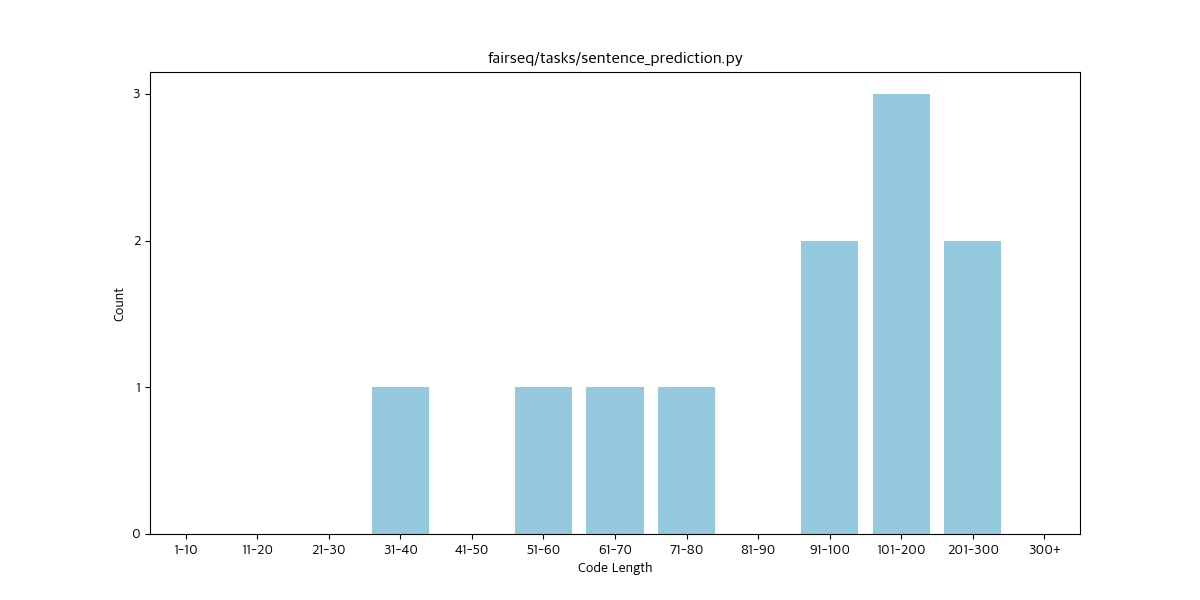 fairseq/tasks/sentence_prediction.py
3
2
1
0
Count
1-10 11-20 21-30 31-40 41-50 51-60 61-70 71-80 81-90 91-100 101-200 201-300 300+
Code Length